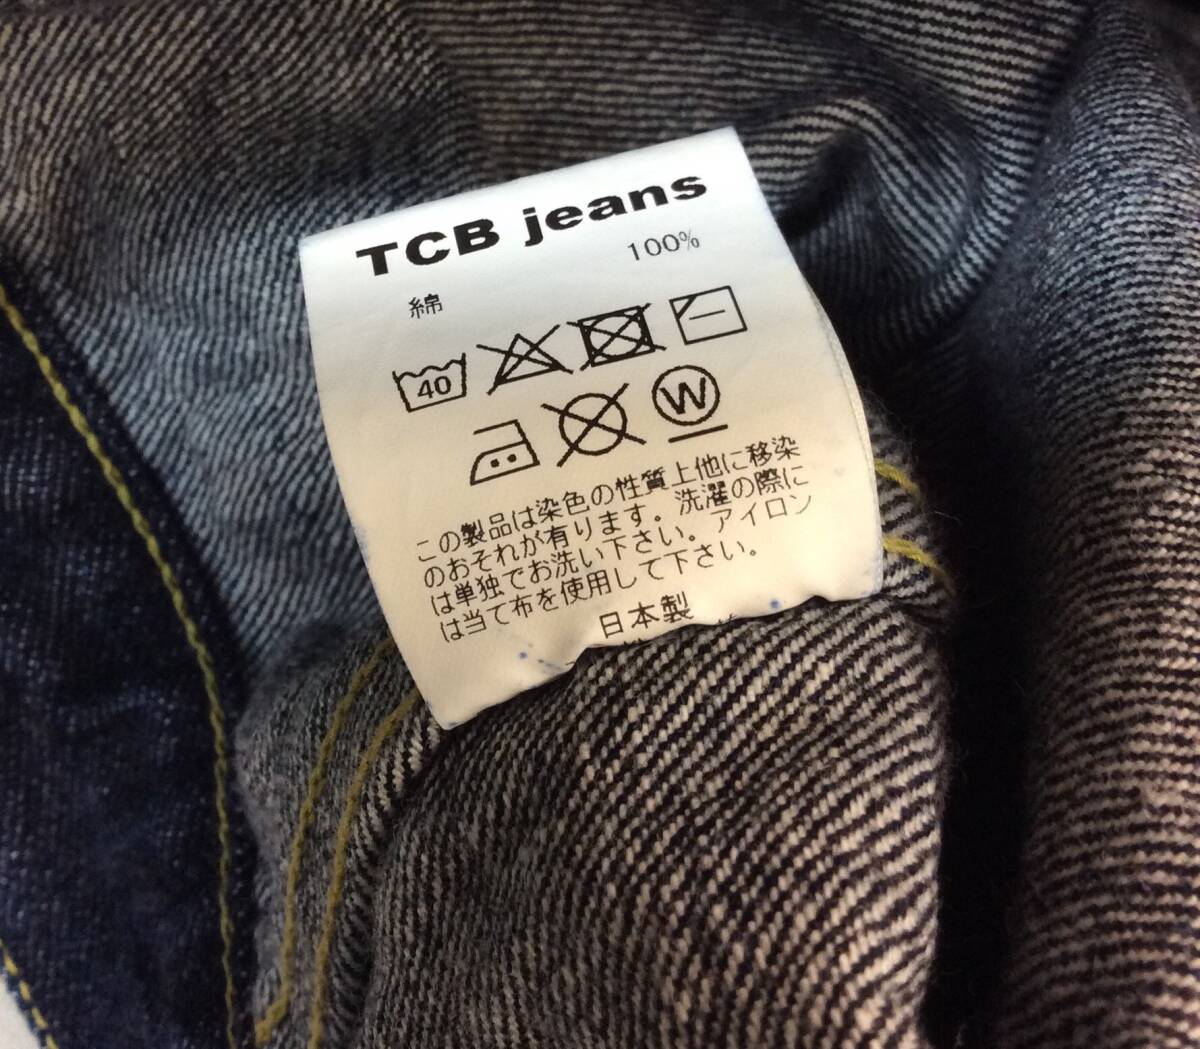 TCB jeans
綿 100%
40
W
この製品は染色の性質上他に移染
のおそれが有ります。洗濯の際に
は単独でお洗い下さい。アイロン
は当て布を使用して下さい。
日本製